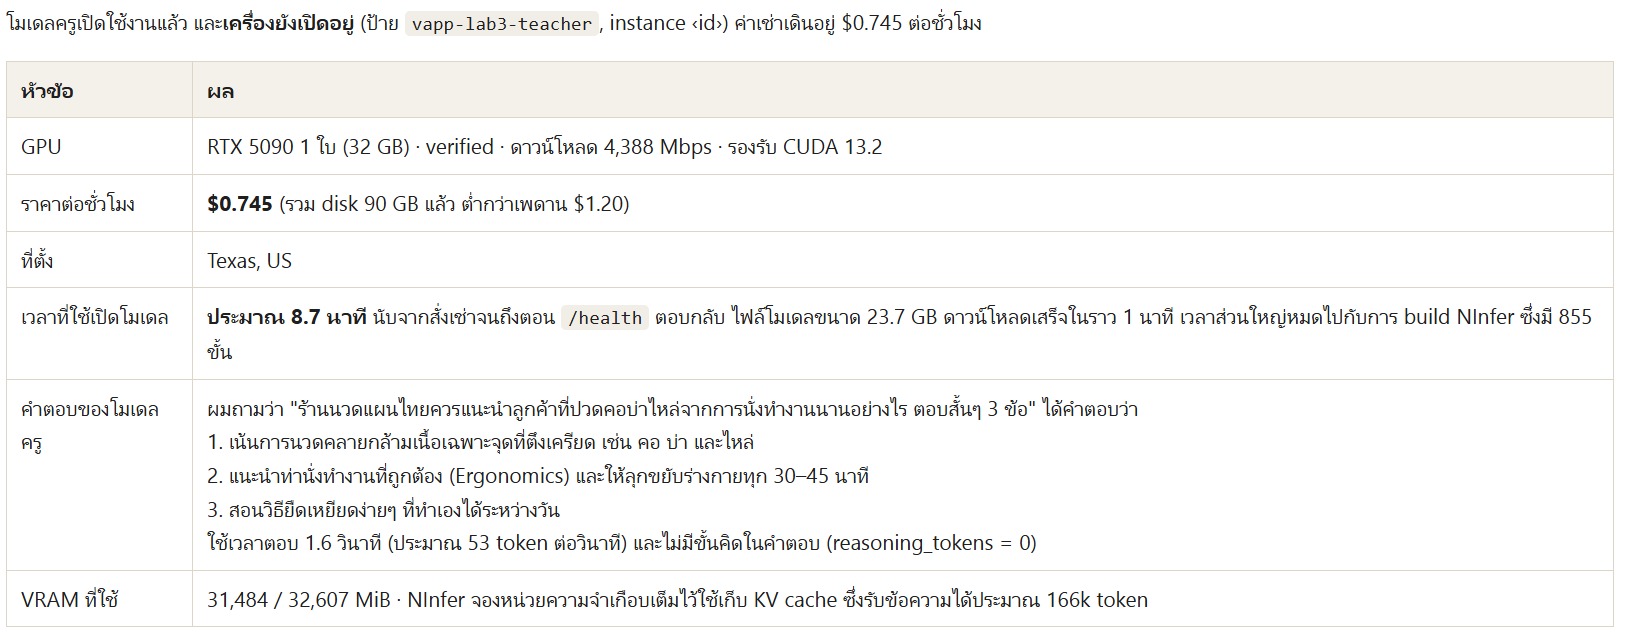 โมเดลครูเปิดใช้งานแล้ว และเครื่องยังเปิดอยู่ (ป้าย vapp-lab3-teacher, instance ‹id›) ค่าเช่าเดินอยู่ $0.745 ต่อชั่วโมง
หัวข้อ ผล
GPU RTX 5090 1 ใบ (32 GB) · verified · ดาวน์โหลด 4,388 Mbps · รองรับ CUDA 13.2
ราคาต่อชั่วโมง $0.745 (รวม disk 90 GB แล้ว ต่ำกว่าเพดาน $1.20)
ที่ตั้ง Texas, US
เวลาที่ใช้เปิดโมเดล ประมาณ 8.7 นาที นับจากสั่งเช่าจนถึงตอน /health ตอบกลับ ไฟล์โมเดลขนาด 23.7 GB ดาวน์โหลดเสร็จในราว 1 นาที เวลาส่วนใหญ่หมดไปกับการ build NInfer ซึ่งมี 855
ขั้น
คำตอบของโมเดล ผมถามว่า "ร้านนวดแผนไทยควรแนะนำลูกค้าที่ปวดคอบ่าไหล่จากการนั่งทำงานนานอย่างไร ตอบสั้นๆ 3 ข้อ" ได้คำตอบว่า
ครู 1. เน้นการนวดคลายกล้ามเนื้อเฉพาะจุดที่ตึงเครียด เช่น คอ บ่า และไหล่
2. แนะนำท่านั่งทำงานที่ถูกต้อง (Ergonomics) และให้ลุกขยับร่างกายทุก 30–45 นาที
3. สอนวิธียืดเหยียดง่ายๆ ที่ทำเองได้ระหว่างวัน
ใช้เวลาตอบ 1.6 วินาที (ประมาณ 53 token ต่อวินาที) และไม่มีขั้นคิดในคำตอบ (reasoning_tokens = 0)
VRAM ที่ใช้ 31,484 / 32,607 MiB · NInfer จองหน่วยความจำเกือบเต็มไว้ใช้เก็บ KV cache ซึ่งรับข้อความได้ประมาณ 166k token